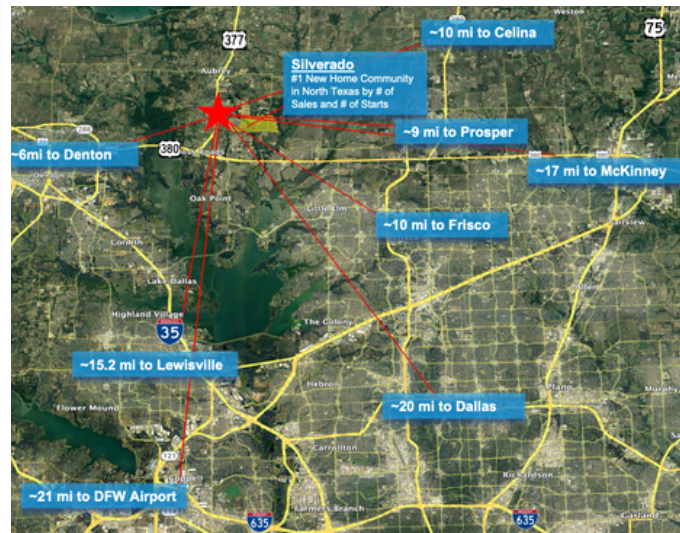 Weston
75
377
~10 mi to Celina
Silverado
#1 New Home Community
in North Texas by # of
Sales and # of Starts
Aubrey
~9 mi to Prosper
~6mi to Denton
380
380
~17 mi to McKinney
Denton
Oak Point
Little Elm
~10 mi to Frisco
Fairview
Corinth
Lake Dallas
Allen
Highland Village
35
The Colony
~15.2 mi to Lewisville
Hebron
Plano
Murphy
Flower Mound
~20 mi to Dallas
Carrollton
121
Coppell
Richardson
~21 mi to DFW Airport
Farmers Branch
635
635
Garland